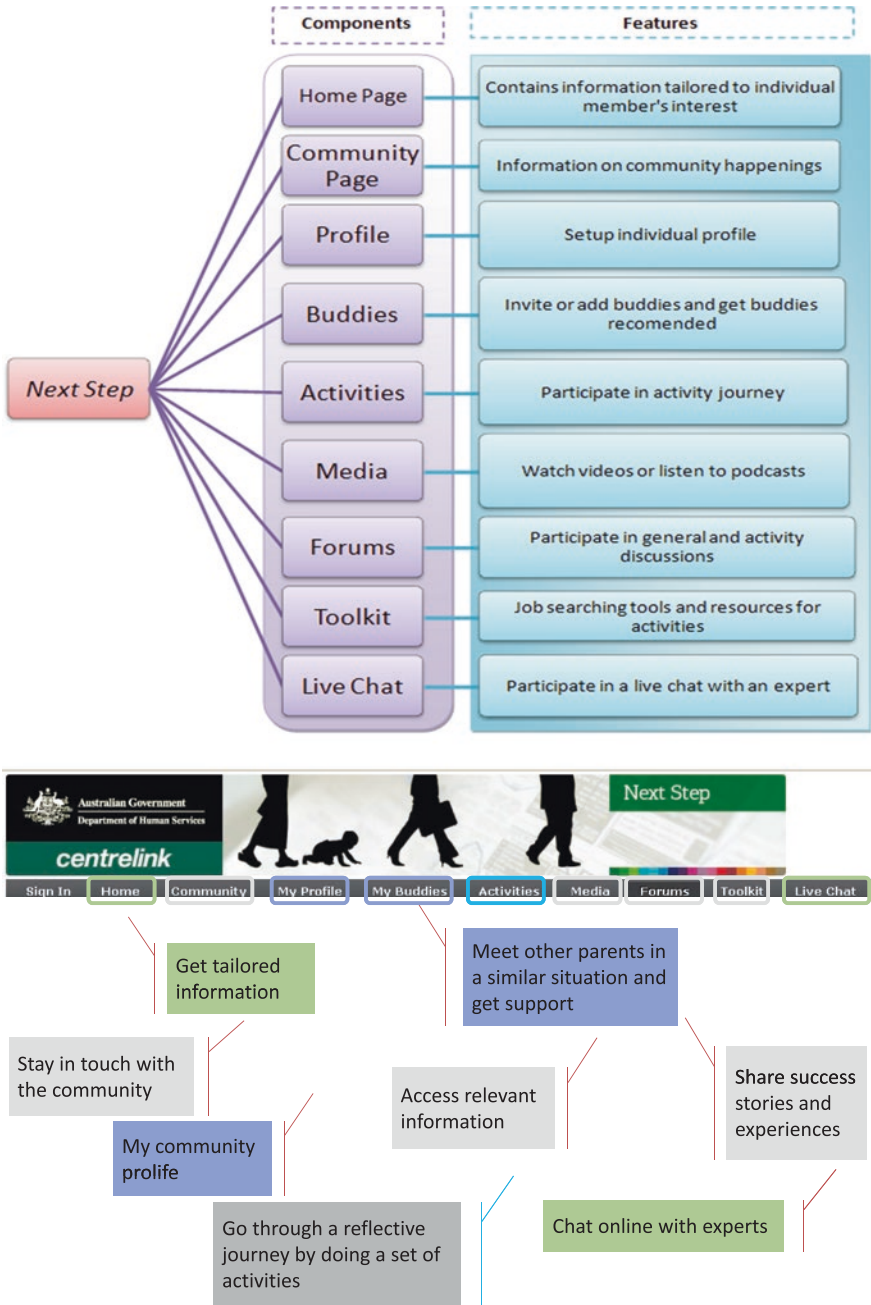 Components
Features
Home Page
Contains information tailored to individual
member's interest
Community
Page
Information on community happenings
Profile
Setup individual profile
Buddies
Invite or add buddies and get buddies
recomended
Next Step
Activities
Participate in activity journey
Media
Watch videos or listen to podcasts
Forums
Participate in general and activity
discussions
Toolkit
Job searching tools and resources for
activities
Live Chat
Participate in a live chat with an expert
Australian Government
Department of Human Services
centrelink
Next Step
Sign In Home Community My Profile My Buddies Activities Media Forums Toolkit Live Chat
Get tailored
information
Meet other parents in
a similar situation and
get support
Stay in touch with
the community
Access relevant
information
Share success
stories and
experiences
My community
prolife
Go through a reflective
journey by doing a set of
activities
Chat online with experts